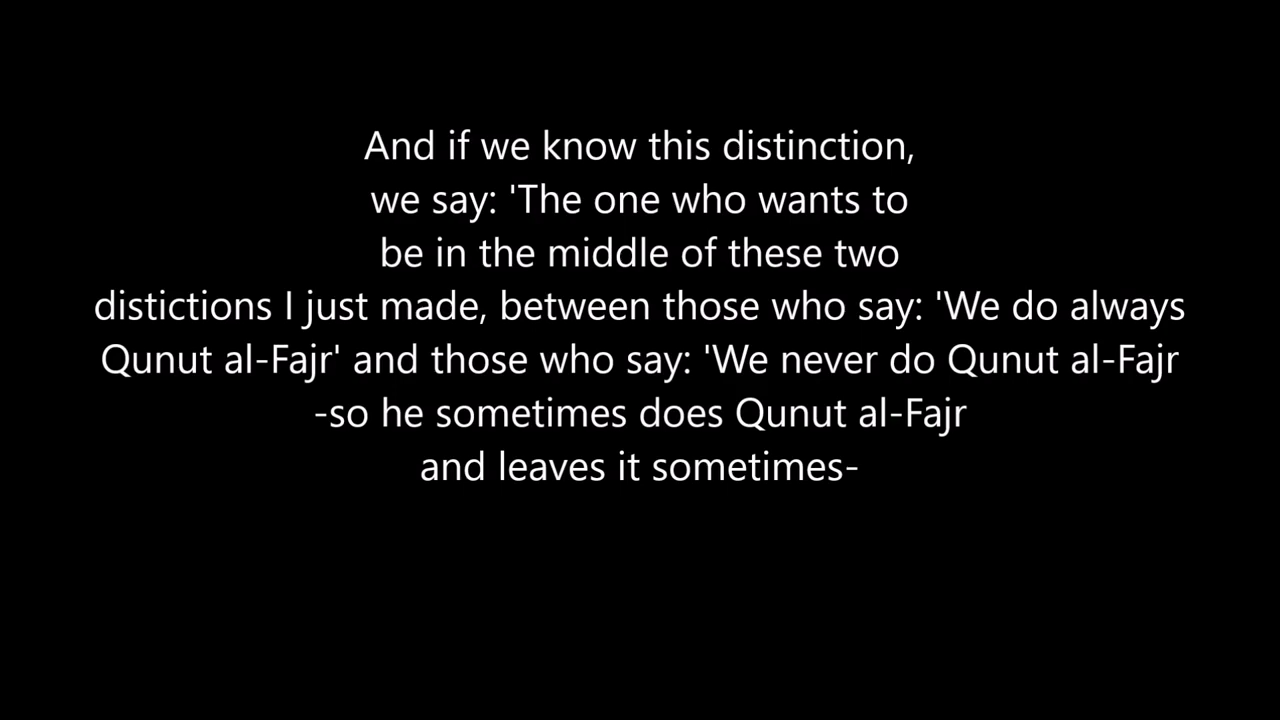 And if we know this distinction,
we say: 'The one who wants to
be in the middle of these two
distictions I just made, between those who say: 'We do always
Qunut al-Fajr' and those who say: 'We never do Qunut al-Fajr
-so he sometimes does Qunut al-Fajr
and leaves it sometimes-